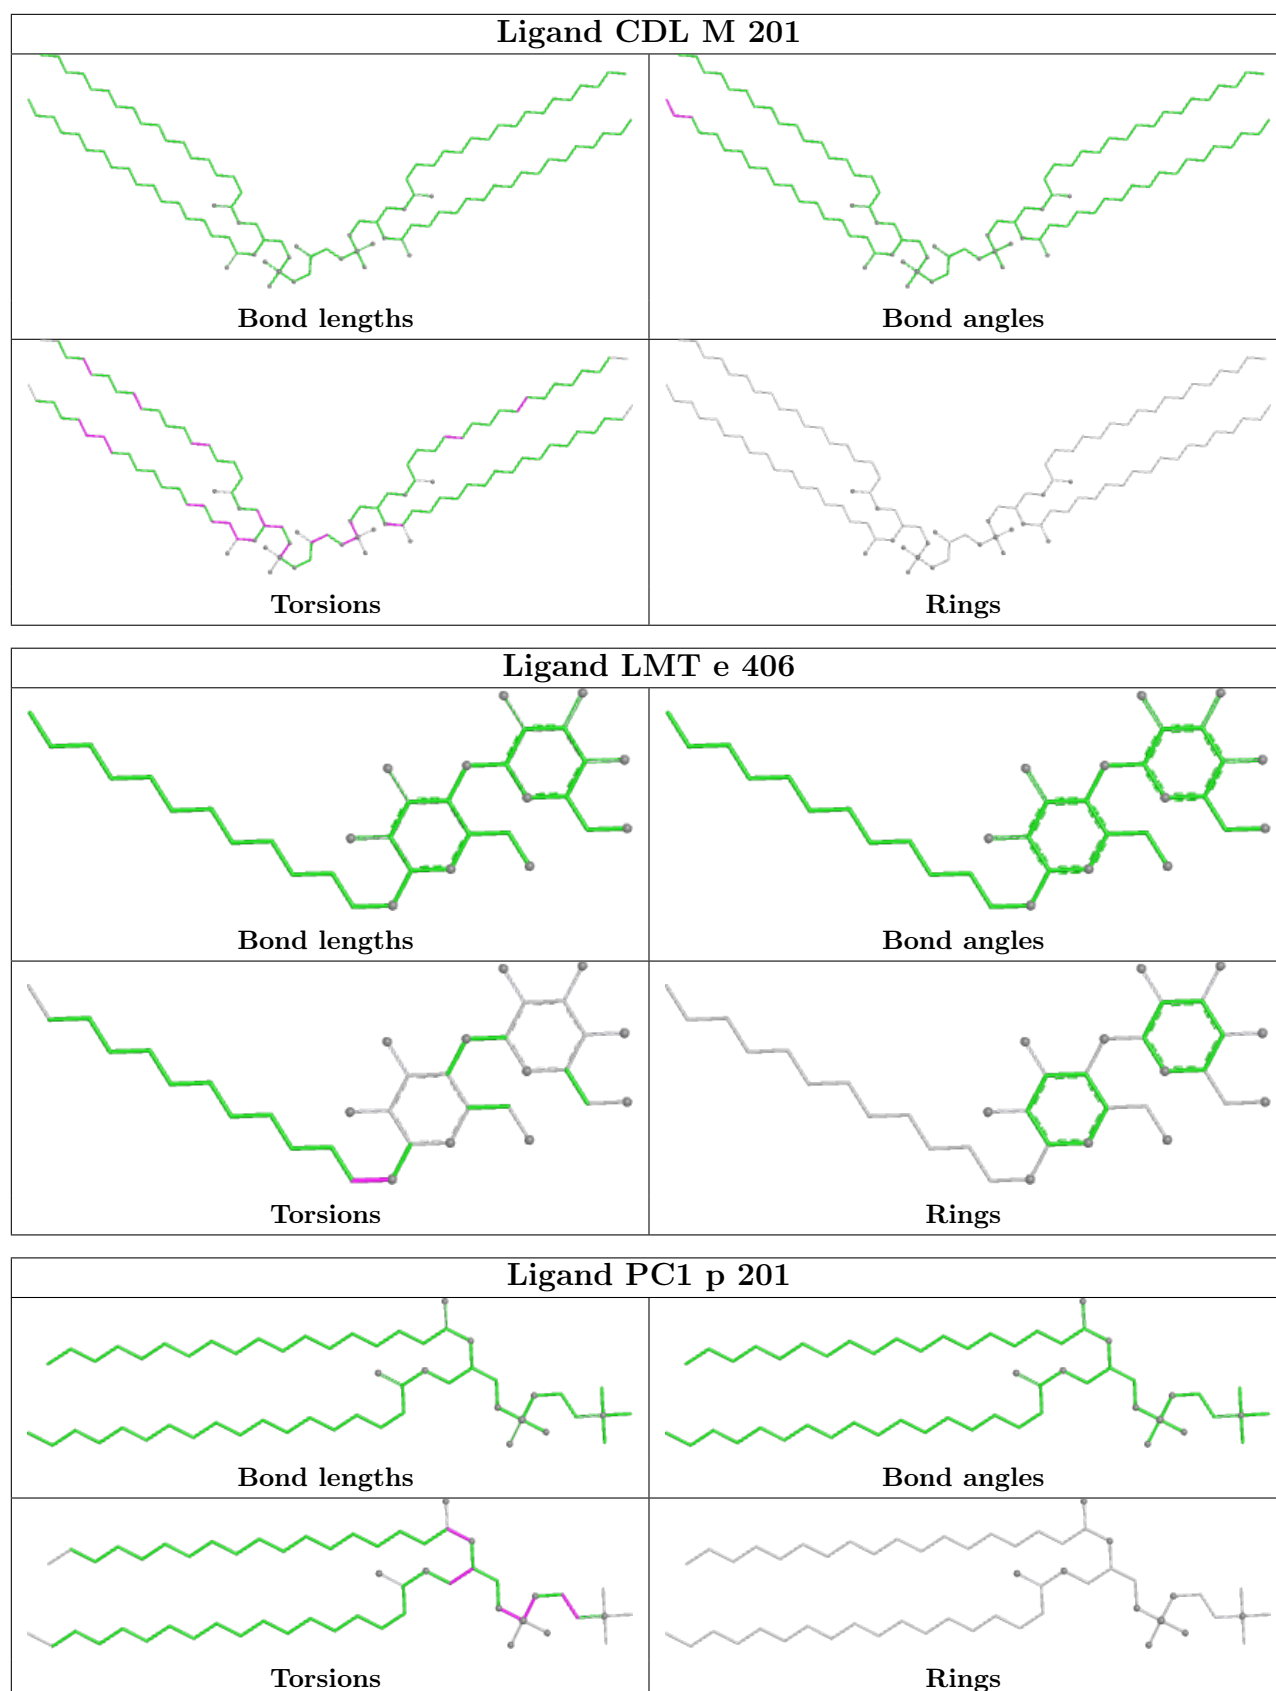 Ligand CDL M 201
Bond lengths
Bond angles
Torsions
Rings
Ligand LMT e 406
Bond lengths
Bond angles
Torsions
Rings
Ligand PC1 p 201
Bond lengths
Bond angles
Torsions
Rings